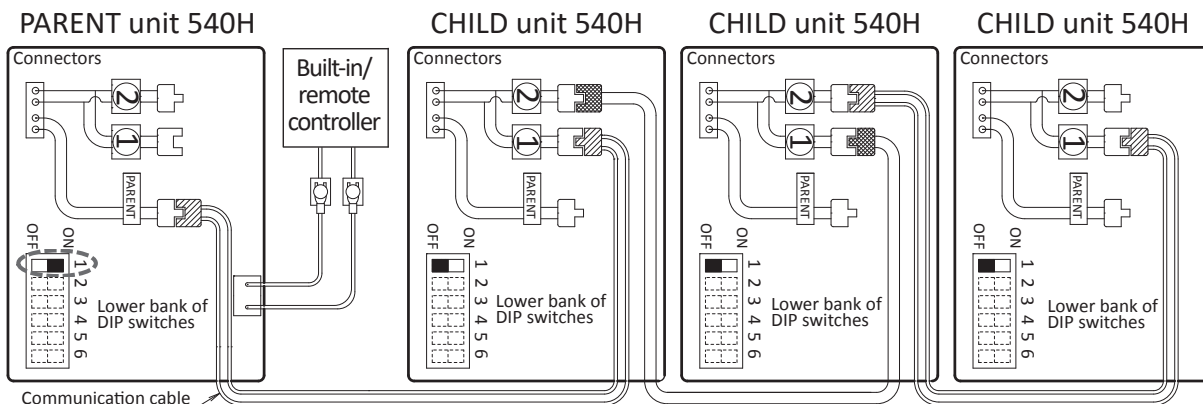 PARENT unit 540H
Connectors
2
1
PARENT
OFF
ON
1
2
3
4
5
6
Lower bank of
DIP switches
Communication cable
Built-in/
remote
controller
CHILD unit 540H
Connectors
2
1
PARENT
OFF
ON
1
2
3
4
5
6
Lower bank of
DIP switches
CHILD unit 540H
Connectors
2
1
PARENT
OFF
ON
1
2
3
4
5
6
Lower bank of
DIP switches
CHILD unit 540H
Connectors
2
1
PARENT
OFF
ON
1
2
3
4
5
6
Lower bank of
DIP switches